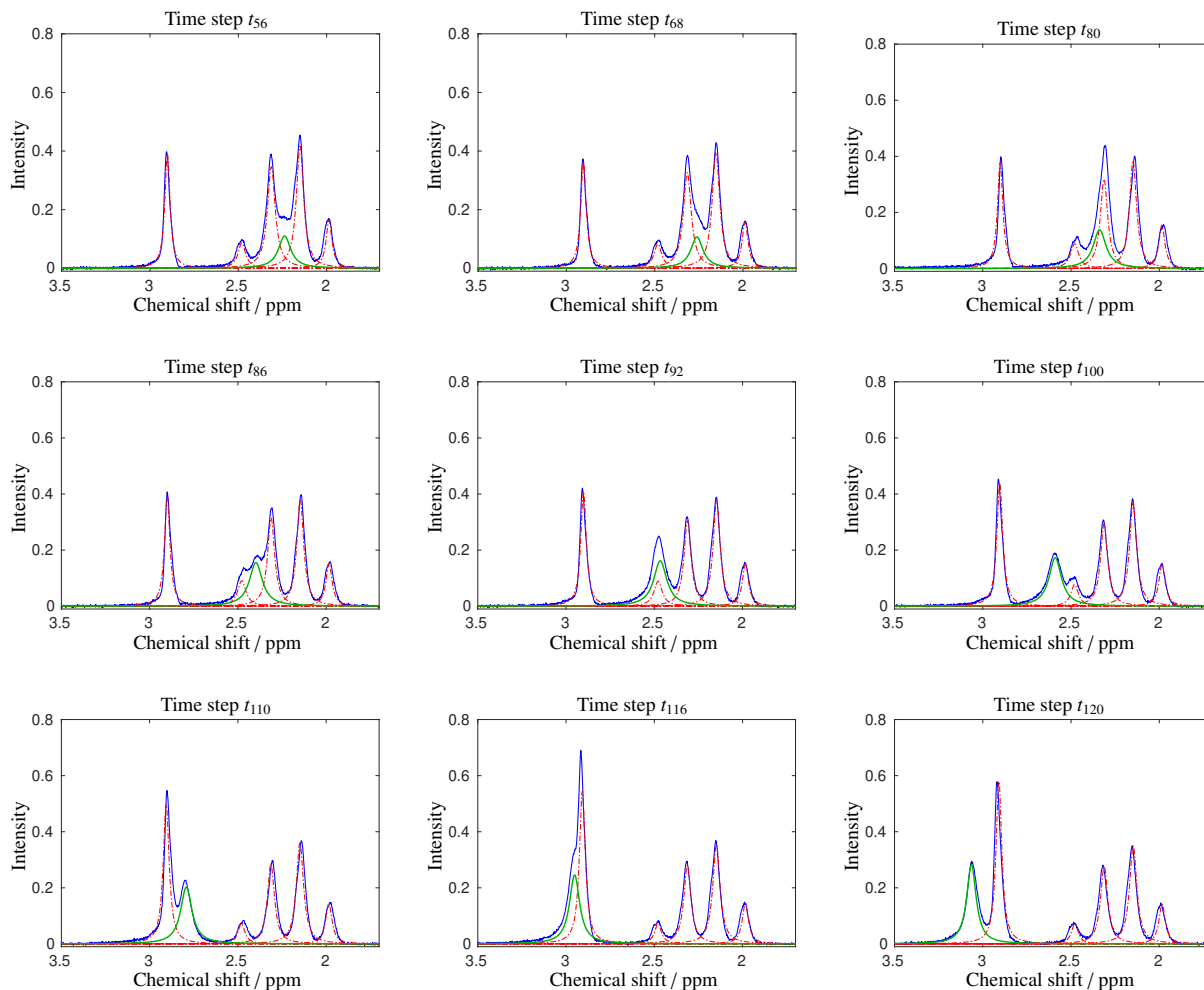 Time step t56
0.8
0.6
0.4
0.2
0
Intensity
3.5 3 2.5 2
Chemical shift / ppm
Time step t68
0.8
0.6
0.4
0.2
0
Intensity
3.5 3 2.5 2
Chemical shift / ppm
Time step t80
0.8
0.6
0.4
0.2
0
Intensity
3.5 3 2.5 2
Chemical shift / ppm
Time step t86
0.8
0.6
0.4
0.2
0
Intensity
3.5 3 2.5 2
Chemical shift / ppm
Time step t92
0.8
0.6
0.4
0.2
0
Intensity
3.5 3 2.5 2
Chemical shift / ppm
Time step t100
0.8
0.6
0.4
0.2
0
Intensity
3.5 3 2.5 2
Chemical shift / ppm
Time step t110
0.8
0.6
0.4
0.2
0
Intensity
3.5 3 2.5 2
Chemical shift / ppm
Time step t116
0.8
0.6
0.4
0.2
0
Intensity
3.5 3 2.5 2
Chemical shift / ppm
Time step t120
0.8
0.6
0.4
0.2
0
Intensity
3.5 3 2.5 2
Chemical shift / ppm